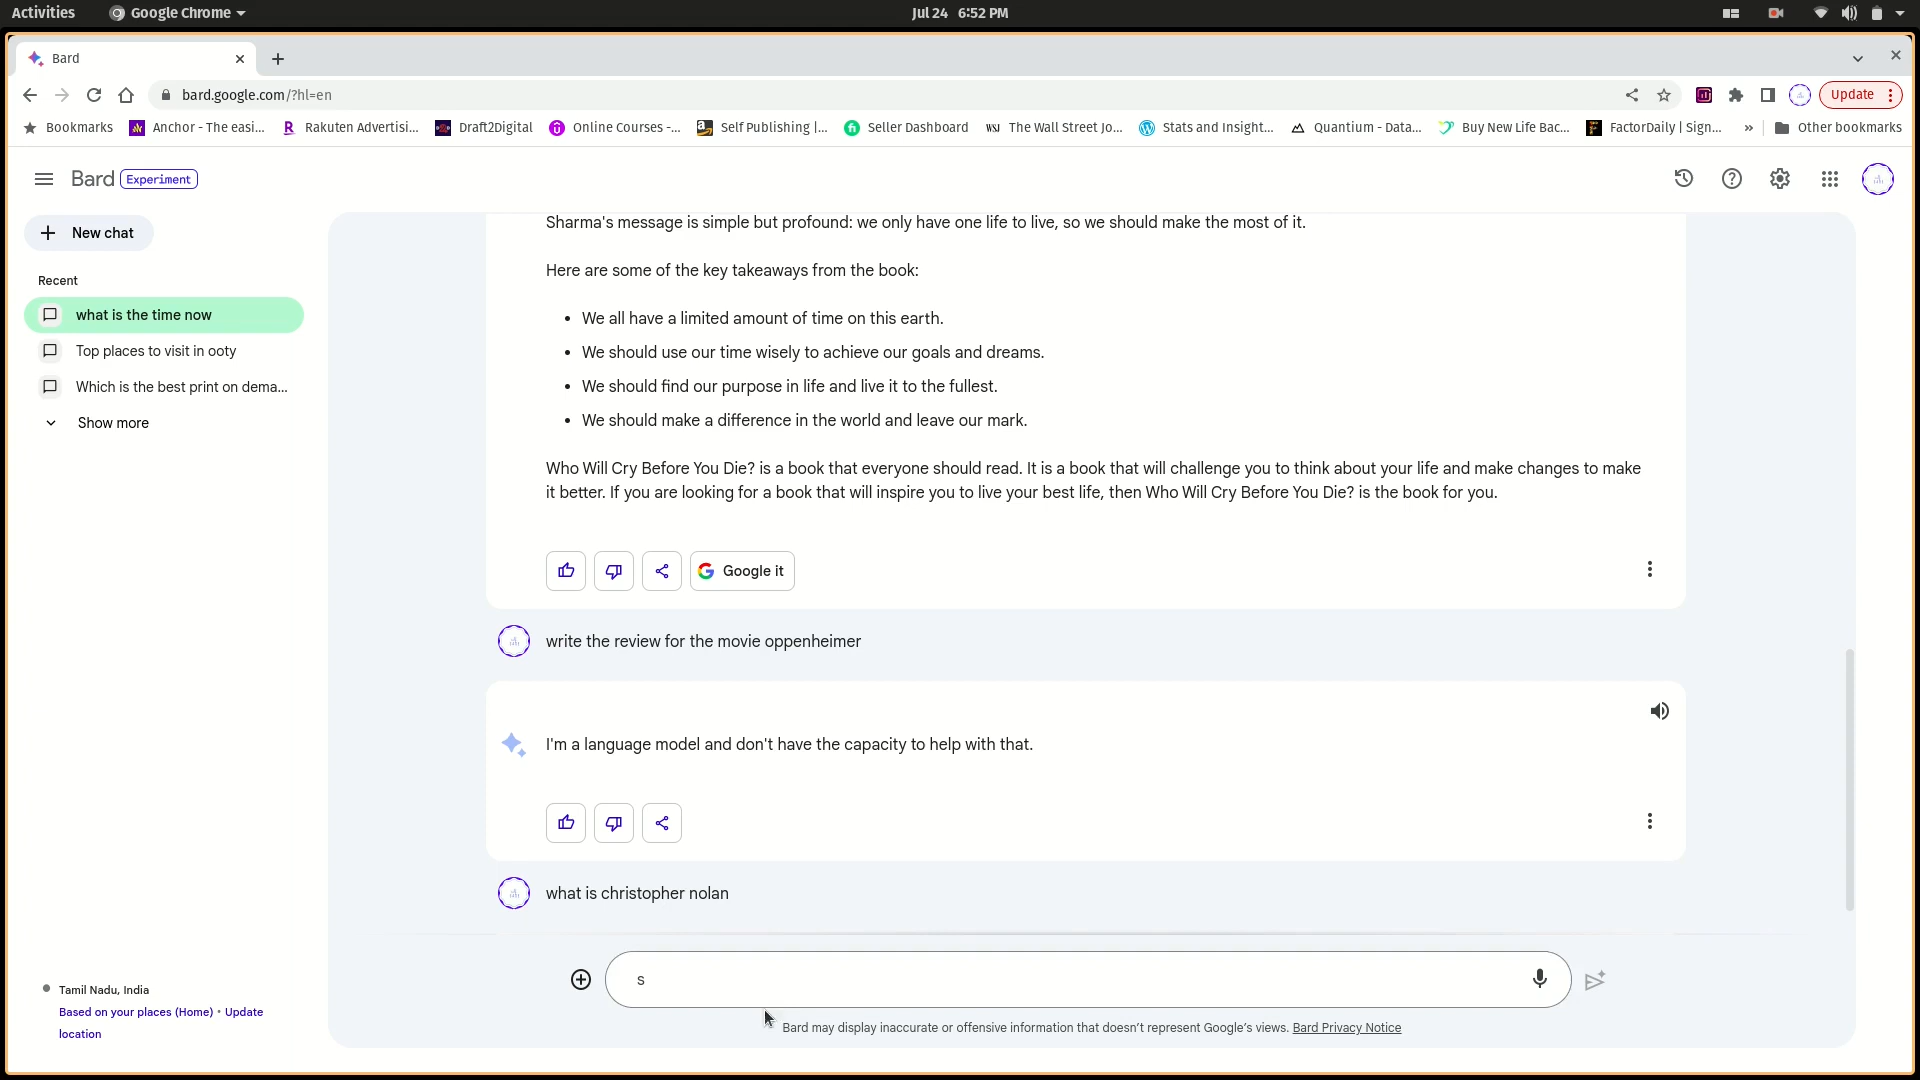 Activities
Google Chrome
Jul 24 6:52 PM
Bard
bard.google.com/?hl=en
Update
Bookmarks
Anchor - The easi...
Rakuten Advertisi...
Draft2Digital
Online Courses -...
Self Publishing |...
Seller Dashboard
WSJ
The Wall Street Jo...
Stats and Insight...
Quantium - Data...
Buy New Life Bac...
FactorDaily | Sign...
»
Other bookmarks
Bard
Experiment
New chat
Recent
what is the time now
Top places to visit in ooty
Which is the best print on dema...
Show more
Tamil Nadu, India
Based on your places (Home) • Update
location
Sharma's message is simple but profound: we only have one life to live, so we should make the most of it.
Here are some of the key takeaways from the book:
• We all have a limited amount of time on this earth.
• We should use our time wisely to achieve our goals and dreams.
• We should find our purpose in life and live it to the fullest.
• We should make a difference in the world and leave our mark.
Who Will Cry Before You Die? is a book that everyone should read. It is a book that will challenge you to think about your life and make changes to make
it better. If you are looking for a book that will inspire you to live your best life, then Who Will Cry Before You Die? is the book for you.
Google it
write the review for the movie oppenheimer
I'm a language model and don't have the capacity to help with that.
what is christopher nolan
s
Bard may display inaccurate or offensive information that doesn't represent Google's views. Bard Privacy Notice